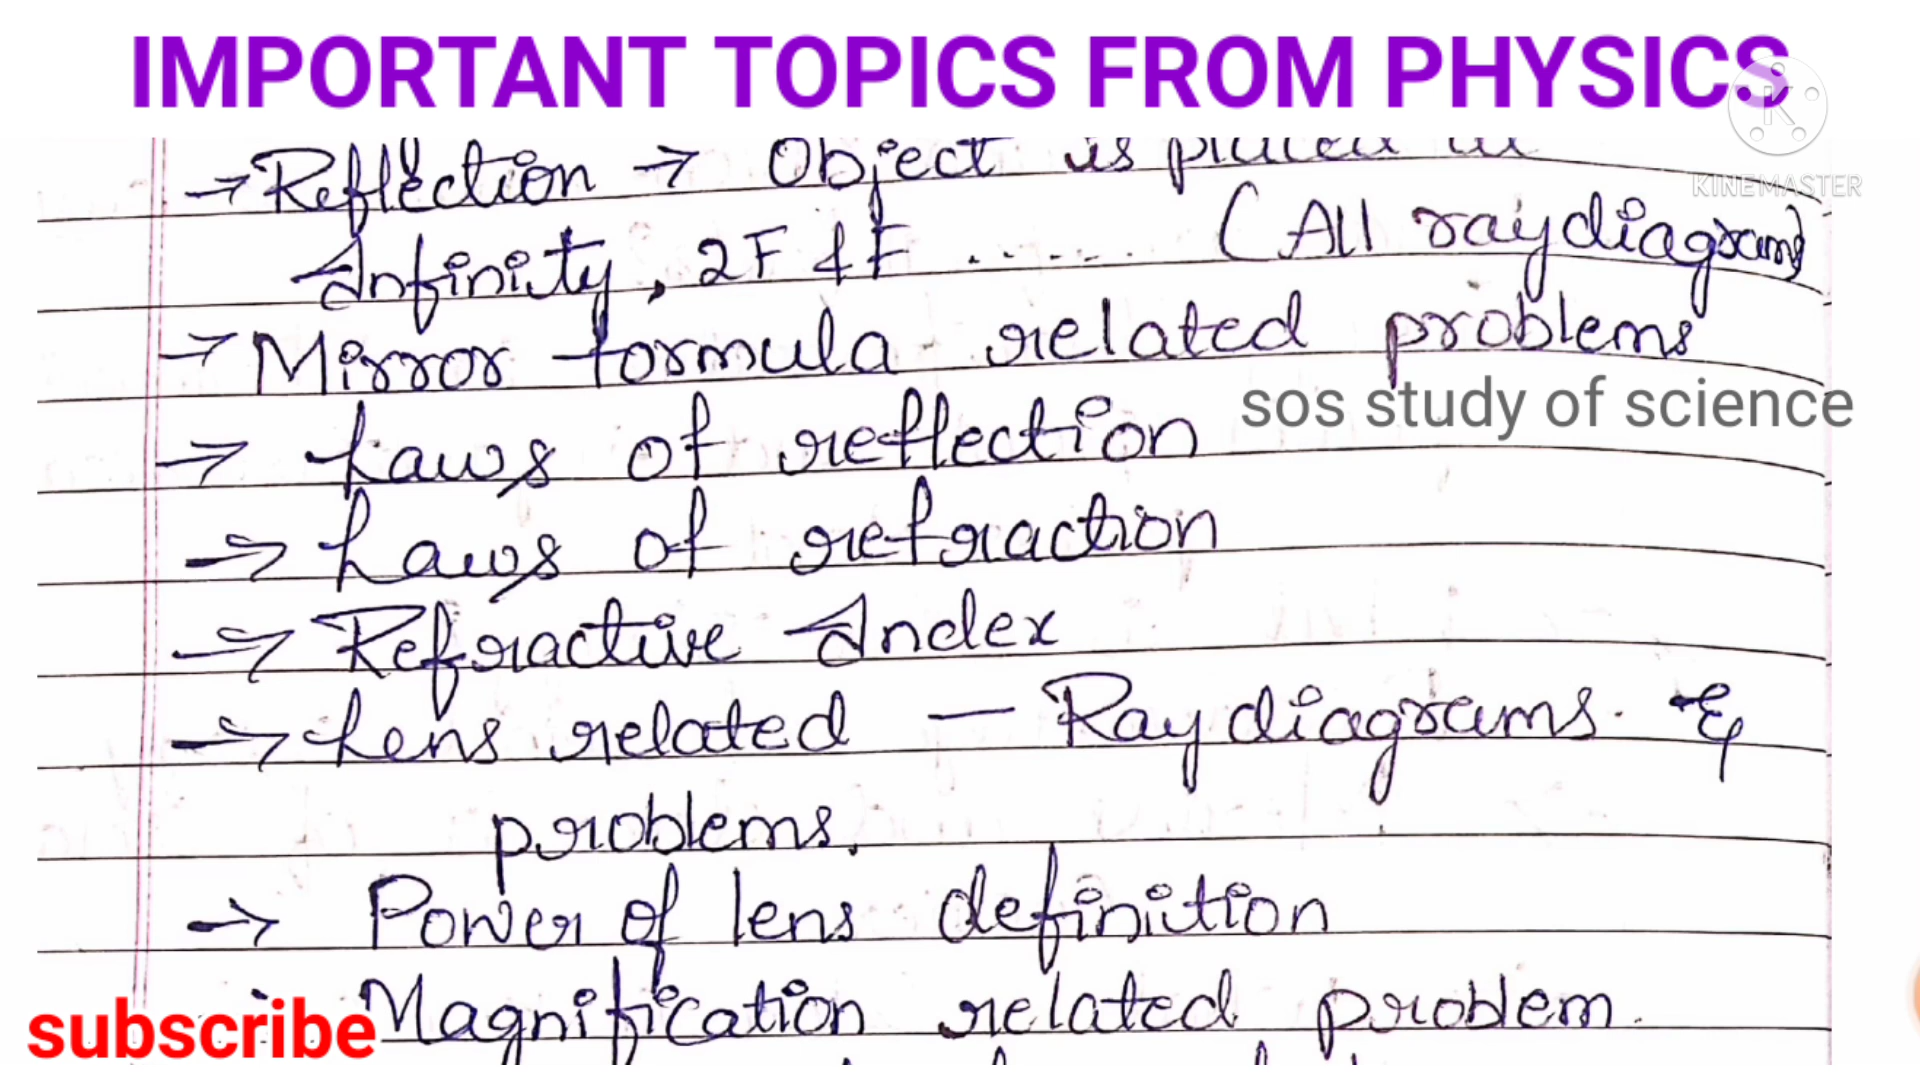 IMPORTANT TOPICS FROM PHYSICS
K
KINEMASTER
→ Reflection → Object is placed in
Infinity, 2F & F ...... (All ray diagrams)
→ Mirror formula related problems
sos study of science
→ Laws of reflection
→ Laws of refraction
→ Refractive Index
→ Lens related — Ray diagrams. &
problems.
→ Power of lens definition
→ Magnification related problem.
subscribe